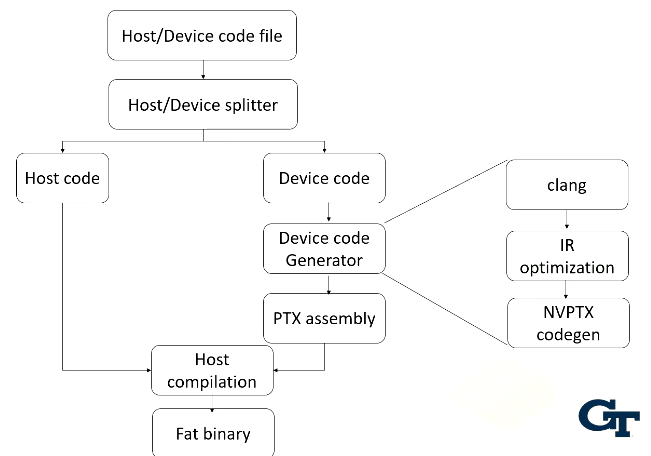 Host/Device code file
Host/Device splitter
Host code
Device code
clang
Device code
Generator
IR
optimization
PTX assembly
NVPTX
codegen
Host
compilation
Fat binary
GT